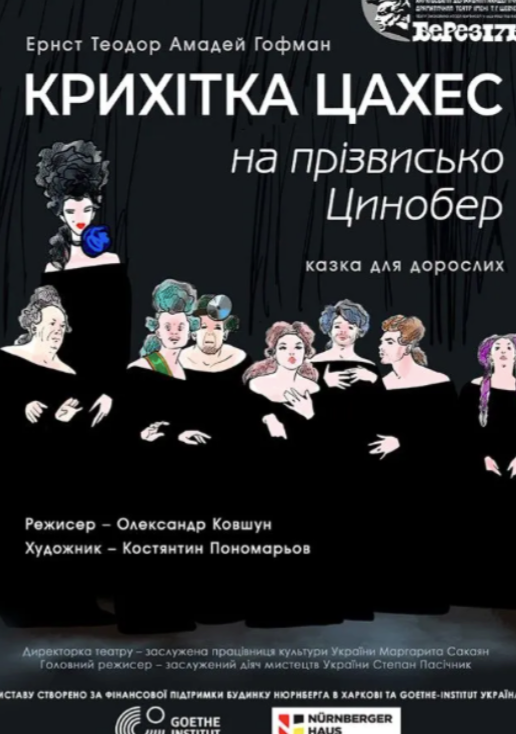 БЕРЕЗІЛЬ
Ернст Теодор Амадей Гофман
КРИХІТКА ЦАХЕС
на прізвисько
Цинобер
казка для дорослих
Режисер – Олександр Ковшун
Художник – Костянтин Пономарьов
Директорка театру – заслужена працівниця культури України Маргарита Сакаян
Головний режисер – заслужений діяч мистецтв України Степан Пасічник
ИСТАВУ СТВОРЕНО ЗА ФІНАНСОВОЇ ПІДТРИМКИ БУДИНКУ НЮРНБЕРГА В ХАРКОВІ ТА GOETHE-INSTITUT УКРАЇН
GOETHE
INSTITUT
NÜRNBERGER
HAUS